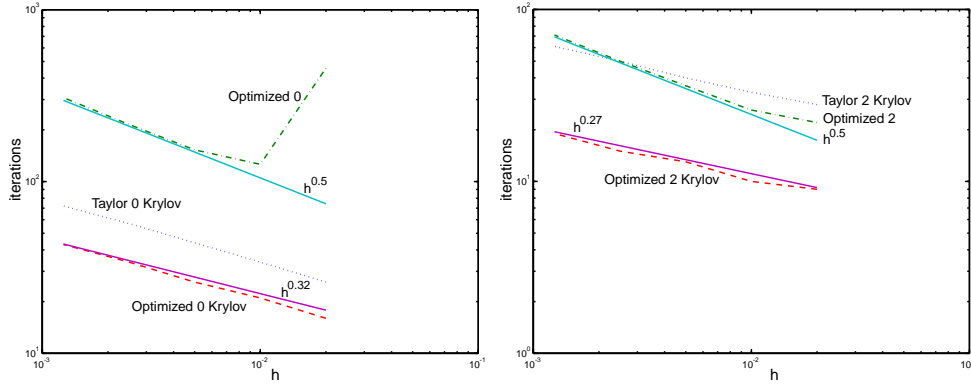 10^3
10^2
10^1
iterations
Optimized 0
h^0.5
Taylor 0 Krylov
h^0.32
Optimized 0 Krylov
10^-3
10^-2
10^-1
h
10^2
10^1
10^0
iterations
Taylor 2 Krylov
Optimized 2
h^0.5
h^0.27
Optimized 2 Krylov
10^-3
10^-2
h